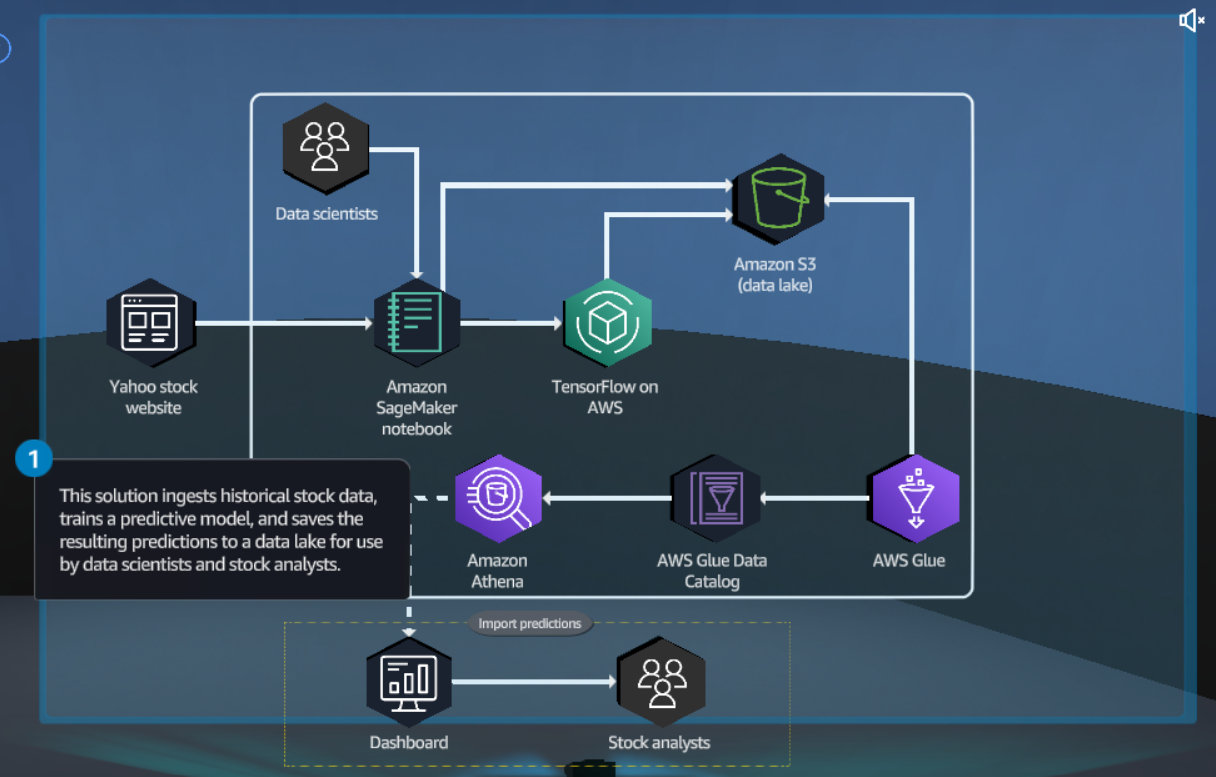 Data scientists
Amazon S3
(data lake)
Yahoo stock
website
Amazon
SageMaker
notebook
TensorFlow on
AWS
1
This solution ingests historical stock data,
trains a predictive model, and saves the
resulting predictions to a data lake for use
by data scientists and stock analysts.
Amazon
Athena
AWS Glue Data
Catalog
AWS Glue
Import predictions
Dashboard
Stock analysts